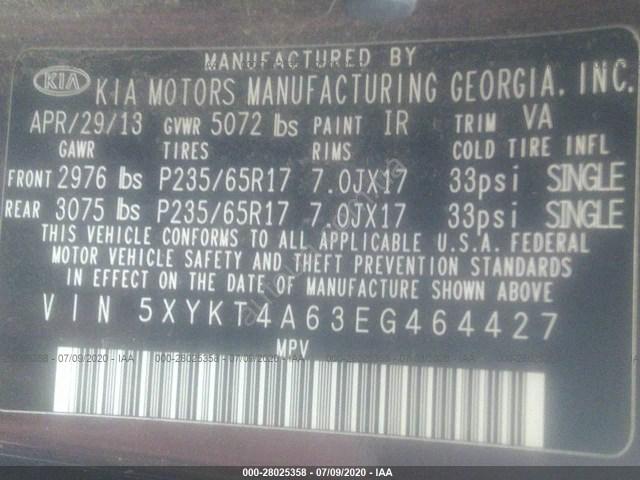 MANUFACTURED BY
KIA KIA MOTORS MANUFACTURING GEORGIA, INC.
APR/29/13 GVWR 5072 lbs PAINT IR TRIM VA
GAWR TIRES RIMS COLD TIRE INFL
FRONT 2976 lbs P235/65R17 7.0JX17 33psi SINGLE
REAR 3075 lbs P235/65R17 7.0JX17 33psi SINGLE
THIS VEHICLE CONFORMS TO ALL APPLICABLE U.S.A. FEDERAL
MOTOR VEHICLE SAFETY AND THEFT PREVENTION STANDARDS
IN EFFECT ON THE DATE OF MANUFACTURE SHOWN ABOVE
VIN 5XYKT4A63EG464427
MPV
000-28025358 - 07/09/2020 - IAA